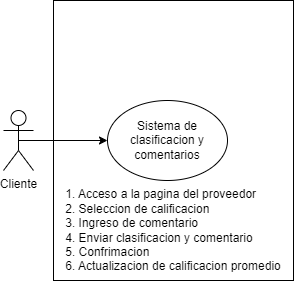 Sistema de
clasificacion y
comentarios
Cliente
1. Acceso a la pagina del proveedor
2. Seleccion de calificacion
3. Ingreso de comentario
4. Enviar clasificacion y comentario
5. Confrimacion
6. Actualizacion de calificacion promedio